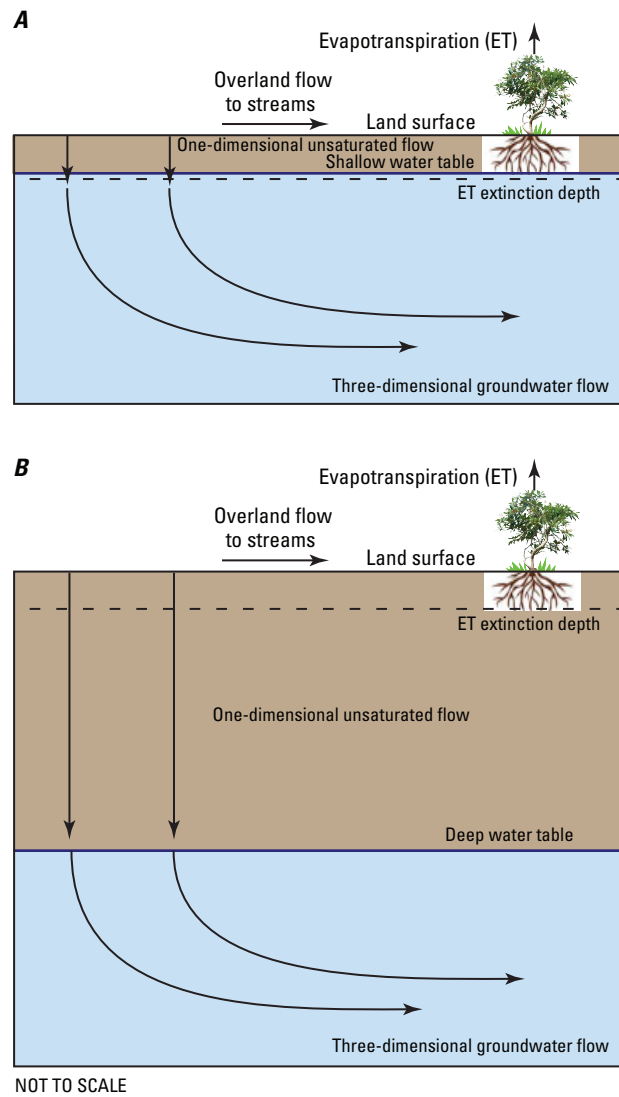 A
Evapotranspiration (ET)
Overland flow
to streams
Land surface
One-dimensional unsaturated flow
Shallow water table
ET extinction depth
Three-dimensional groundwater flow
B
Evapotranspiration (ET)
Overland flow
to streams
Land surface
ET extinction depth
One-dimensional unsaturated flow
Deep water table
Three-dimensional groundwater flow
NOT TO SCALE